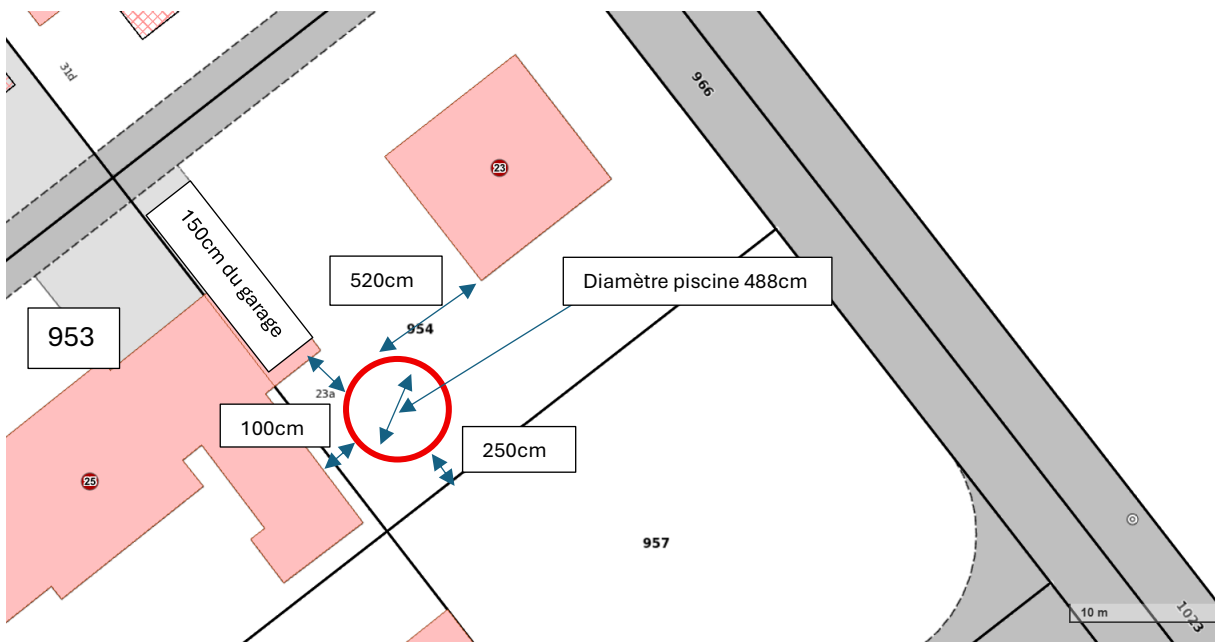 31d
966
23
150cm du garage
520cm
Diamètre piscine 488cm
954
953
23a
100cm
250cm
25
957
10 m
1023